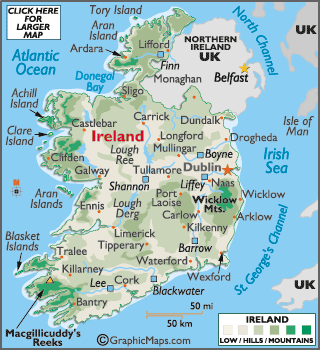 CLICK HERE
FOR
LARGER
MAP
Tory Island
Aran
Island
Ardara
Lifford
Finn
NORTHERN
IRELAND
UK
North Channel
UK
Atlantic
Ocean
Donegal
Bay
Belfast
Monaghan
Sligo
Achill
Island
Clare
Island
Castlebar
Carrick
Dundalk
Isle of
Man
Ireland
Longford
Drogheda
Lough
Ree
Mullingar
Boyne
Clifden
Galway
Tullamore
Dublin
Irish
Sea
Shannon
Liffey
Naas
Aran
Islands
Ennis
Lough
Derg
Port
Laoise
Wicklow
Mts.
Wicklow
Carlow
Arklow
Limerick
Kilkenny
Blasket
Islands
Tralee
Tipperary
Barrow
St. George's Channel
Killarney
Waterford
Wexford
Lee
Cork
Blackwater
Bantry
UK
Macgillicuddy's
Reeks
50 mi
50 km
©GraphicMaps.com
IRELAND
LOW / HILLS / MOUNTAINS